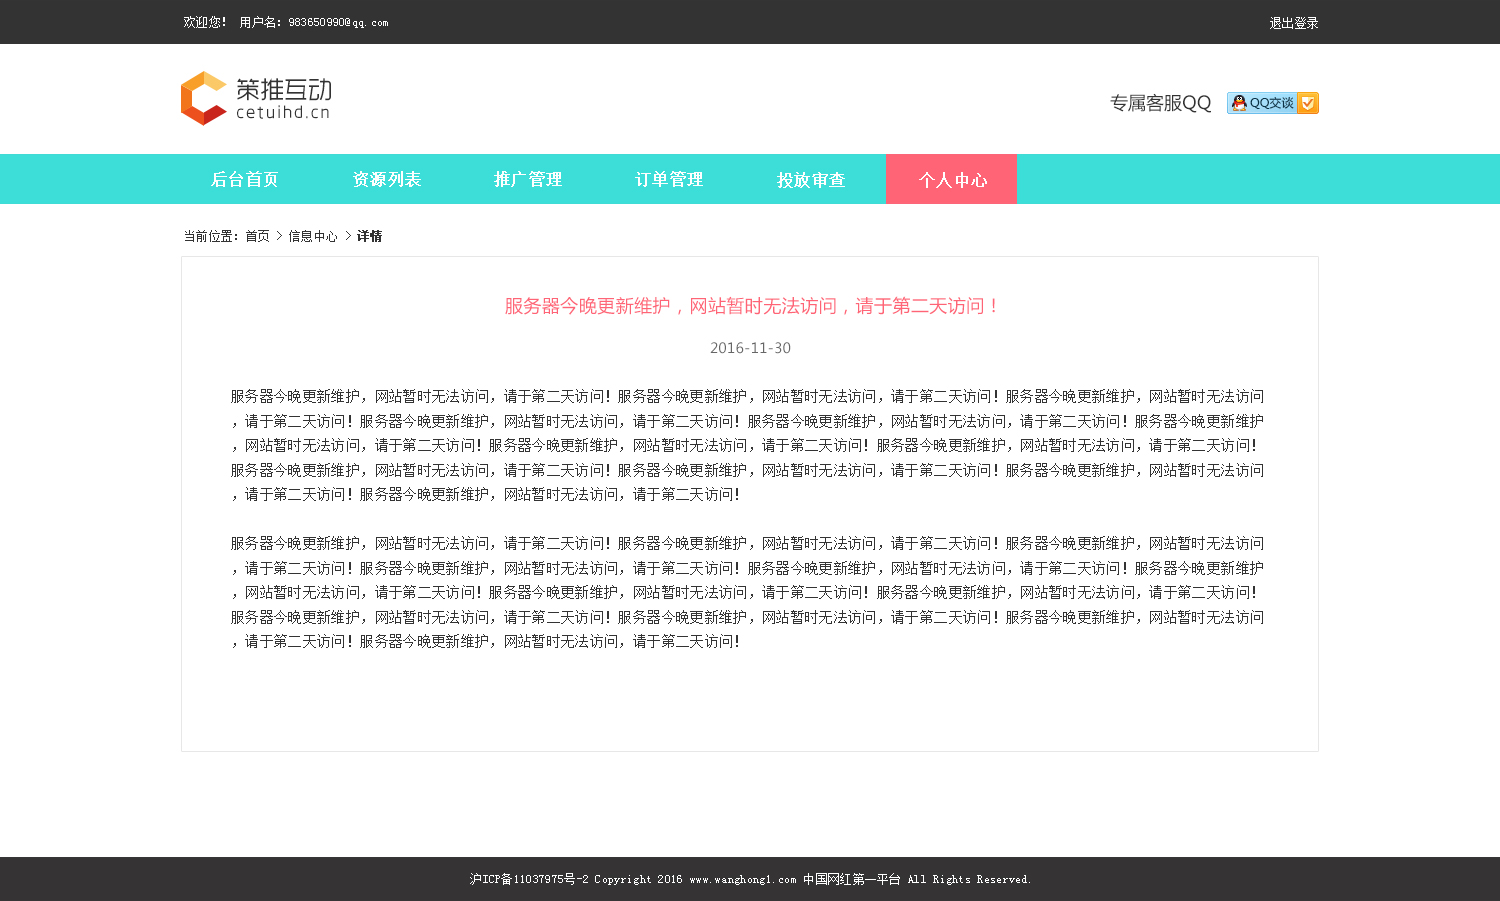 欢迎您！ 用户名：983650990@qq.com
退出登录
策推互动
cetuihd.cn
专属客服QQ
QQ交谈
后台首页 资源列表 推广管理 订单管理 投放审查 个人中心
当前位置：首页 > 信息中心 > 详情
服务器今晚更新维护，网站暂时无法访问，请于第二天访问！
2016-11-30
服务器今晚更新维护，网站暂时无法访问，请于第二天访问！服务器今晚更新维护，网站暂时无法访问，请于第二天访问！服务器今晚更新维护，网站暂时无法访问
，请于第二天访问！服务器今晚更新维护，网站暂时无法访问，请于第二天访问！服务器今晚更新维护，网站暂时无法访问，请于第二天访问！服务器今晚更新维护
，网站暂时无法访问，请于第二天访问！服务器今晚更新维护，网站暂时无法访问，请于第二天访问！服务器今晚更新维护，网站暂时无法访问，请于第二天访问！
服务器今晚更新维护，网站暂时无法访问，请于第二天访问！服务器今晚更新维护，网站暂时无法访问，请于第二天访问！服务器今晚更新维护，网站暂时无法访问
，请于第二天访问！服务器今晚更新维护，网站暂时无法访问，请于第二天访问！
服务器今晚更新维护，网站暂时无法访问，请于第二天访问！服务器今晚更新维护，网站暂时无法访问，请于第二天访问！服务器今晚更新维护，网站暂时无法访问
，请于第二天访问！服务器今晚更新维护，网站暂时无法访问，请于第二天访问！服务器今晚更新维护，网站暂时无法访问，请于第二天访问！服务器今晚更新维护
，网站暂时无法访问，请于第二天访问！服务器今晚更新维护，网站暂时无法访问，请于第二天访问！服务器今晚更新维护，网站暂时无法访问，请于第二天访问！
服务器今晚更新维护，网站暂时无法访问，请于第二天访问！服务器今晚更新维护，网站暂时无法访问，请于第二天访问！服务器今晚更新维护，网站暂时无法访问
，请于第二天访问！服务器今晚更新维护，网站暂时无法访问，请于第二天访问！
沪ICP备11037975号-2 Copyright 2016 www.wanghong1.com 中国网红第一平台 All Rights Reserved.